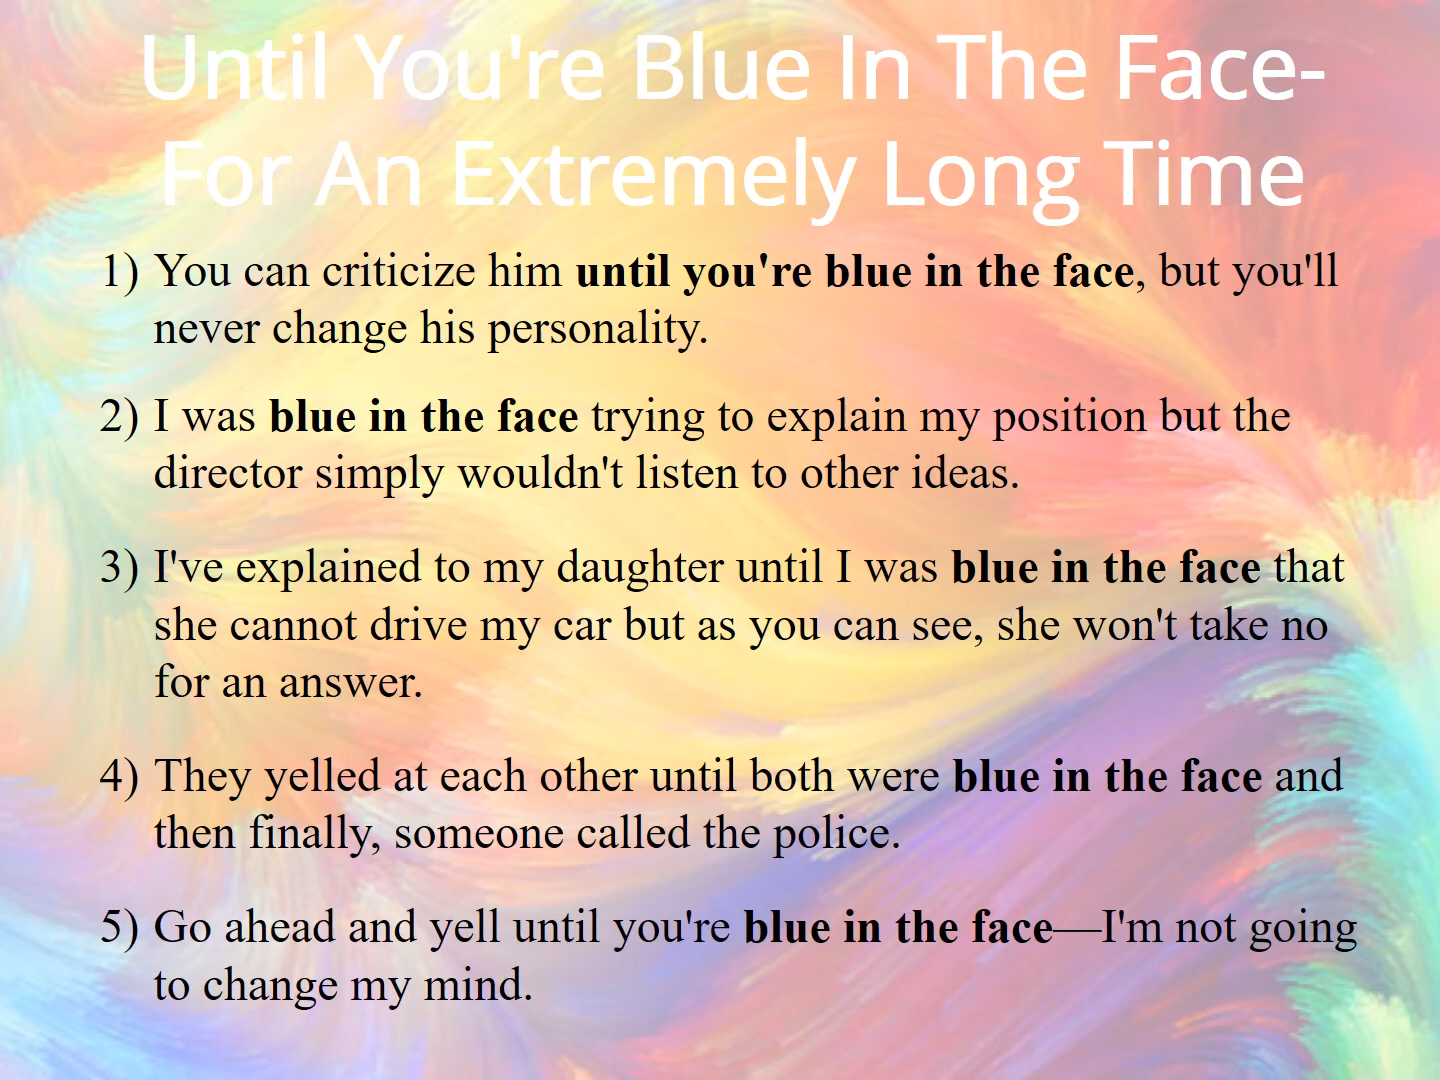 Until You're Blue In The Face-
For An Extremely Long Time
1) You can criticize him until you're blue in the face, but you'll
never change his personality.
2) I was blue in the face trying to explain my position but the
director simply wouldn't listen to other ideas.
3) I've explained to my daughter until I was blue in the face that
she cannot drive my car but as you can see, she won't take no
for an answer.
4) They yelled at each other until both were blue in the face and
then finally, someone called the police.
5) Go ahead and yell until you're blue in the face—I'm not going
to change my mind.